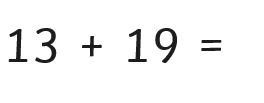 13 + 19 =